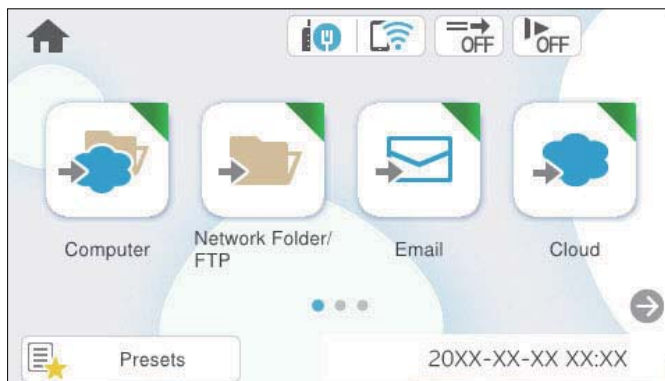 OFF OFF
Computer
Network Folder/
FTP
Email
Cloud
Presets
20XX-XX-XX XX:XX